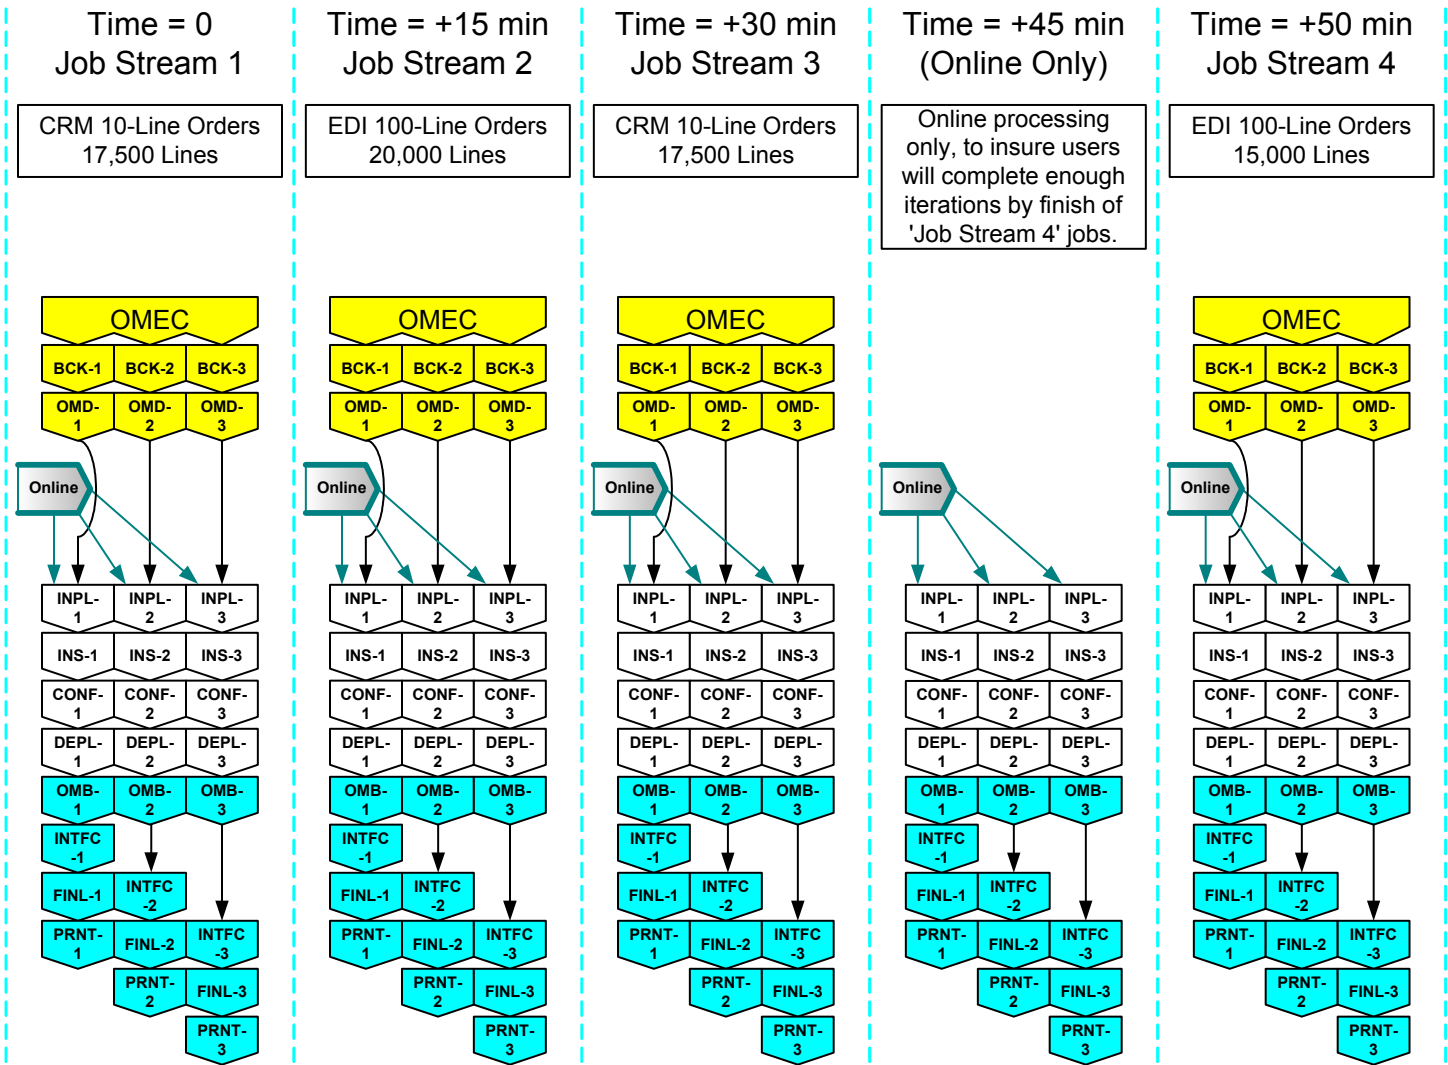 Time = 0
Job Stream 1
CRM 10-Line Orders
17,500 Lines
OMEC
BCK-1 BCK-2 BCK-3
OMD-1 OMD-2 OMD-3
Online
INPL-1 INPL-2 INPL-3
INS-1 INS-2 INS-3
CONF-1 CONF-2 CONF-3
DEPL-1 DEPL-2 DEPL-3
OMB-1 OMB-2 OMB-3
INTFC-1
FINL-1 INTFC-2
PRNT-1 FINL-2 INTFC-3
PRNT-2 FINL-3
PRNT-3
Time = +15 min
Job Stream 2
EDI 100-Line Orders
20,000 Lines
OMEC
BCK-1 BCK-2 BCK-3
OMD-1 OMD-2 OMD-3
Online
INPL-1 INPL-2 INPL-3
INS-1 INS-2 INS-3
CONF-1 CONF-2 CONF-3
DEPL-1 DEPL-2 DEPL-3
OMB-1 OMB-2 OMB-3
INTFC-1
FINL-1 INTFC-2
PRNT-1 FINL-2 INTFC-3
PRNT-2 FINL-3
PRNT-3
Time = +30 min
Job Stream 3
CRM 10-Line Orders
17,500 Lines
OMEC
BCK-1 BCK-2 BCK-3
OMD-1 OMD-2 OMD-3
Online
INPL-1 INPL-2 INPL-3
INS-1 INS-2 INS-3
CONF-1 CONF-2 CONF-3
DEPL-1 DEPL-2 DEPL-3
OMB-1 OMB-2 OMB-3
INTFC-1
FINL-1 INTFC-2
PRNT-1 FINL-2 INTFC-3
PRNT-2 FINL-3
PRNT-3
Time = +45 min
(Online Only)
Online processing
only, to insure users
will complete enough
iterations by finish of
'Job Stream 4' jobs.
Online
INPL-1 INPL-2 INPL-3
INS-1 INS-2 INS-3
CONF-1 CONF-2 CONF-3
DEPL-1 DEPL-2 DEPL-3
OMB-1 OMB-2 OMB-3
INTFC-1
FINL-1 INTFC-2
PRNT-1 FINL-2 INTFC-3
PRNT-2 FINL-3
PRNT-3
Time = +50 min
Job Stream 4
EDI 100-Line Orders
15,000 Lines
OMEC
BCK-1 BCK-2 BCK-3
OMD-1 OMD-2 OMD-3
Online
INPL-1 INPL-2 INPL-3
INS-1 INS-2 INS-3
CONF-1 CONF-2 CONF-3
DEPL-1 DEPL-2 DEPL-3
OMB-1 OMB-2 OMB-3
INTFC-1
FINL-1 INTFC-2
PRNT-1 FINL-2 INTFC-3
PRNT-2 FINL-3
PRNT-3